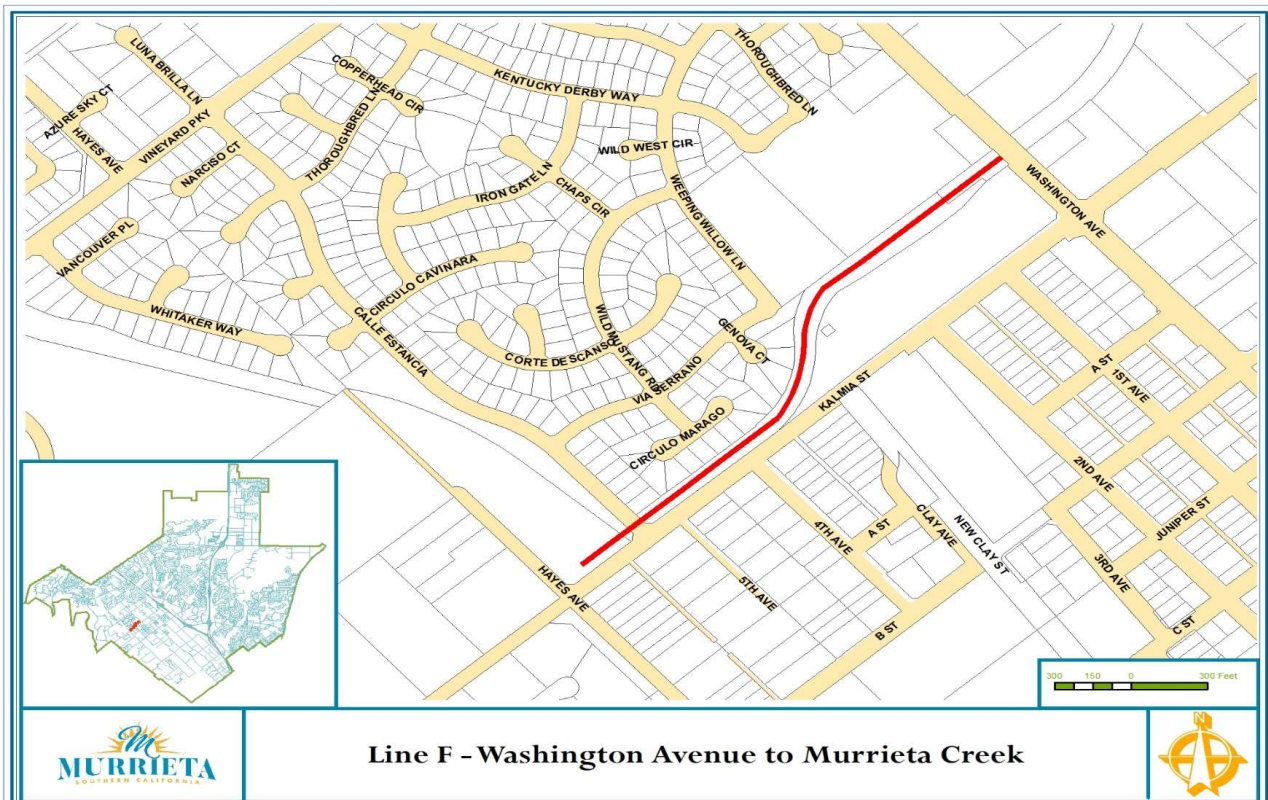 LUNA BRILLA LN
COPPERHEAD CIR
THOROUGHBRED LN
KENTUCKY DERBY WAY
AZURE SKY CT
HAYES AVE
VINEYARD PKY
THOROUGHBRED LN
NARCISO CT
WILD WEST CIR
IRON GATE LN
CHAPS CIR
WEEPING WILLOW LN
WASHINGTON AVE
VANCOUVER PL
CIRCULO CAVINARA
WHITAKER WAY
CALLE ESTANCIA
WILD MUSTANG RD
CORTE DESCANSO
GENOVA CT
VIA SERRANO
KALMIA ST
A ST
1ST AVE
CIRCULO MARAGO
2ND AVE
JUNIPER ST
4TH AVE
A ST
CLAY AVE
NEW CLAY ST
HAYES AVE
5TH AVE
3RD AVE
B ST
C ST
300 150 0 300 Feet
M
MURRIETA
SOUTHERN CALIFORNIA
Line F - Washington Avenue to Murrieta Creek
N